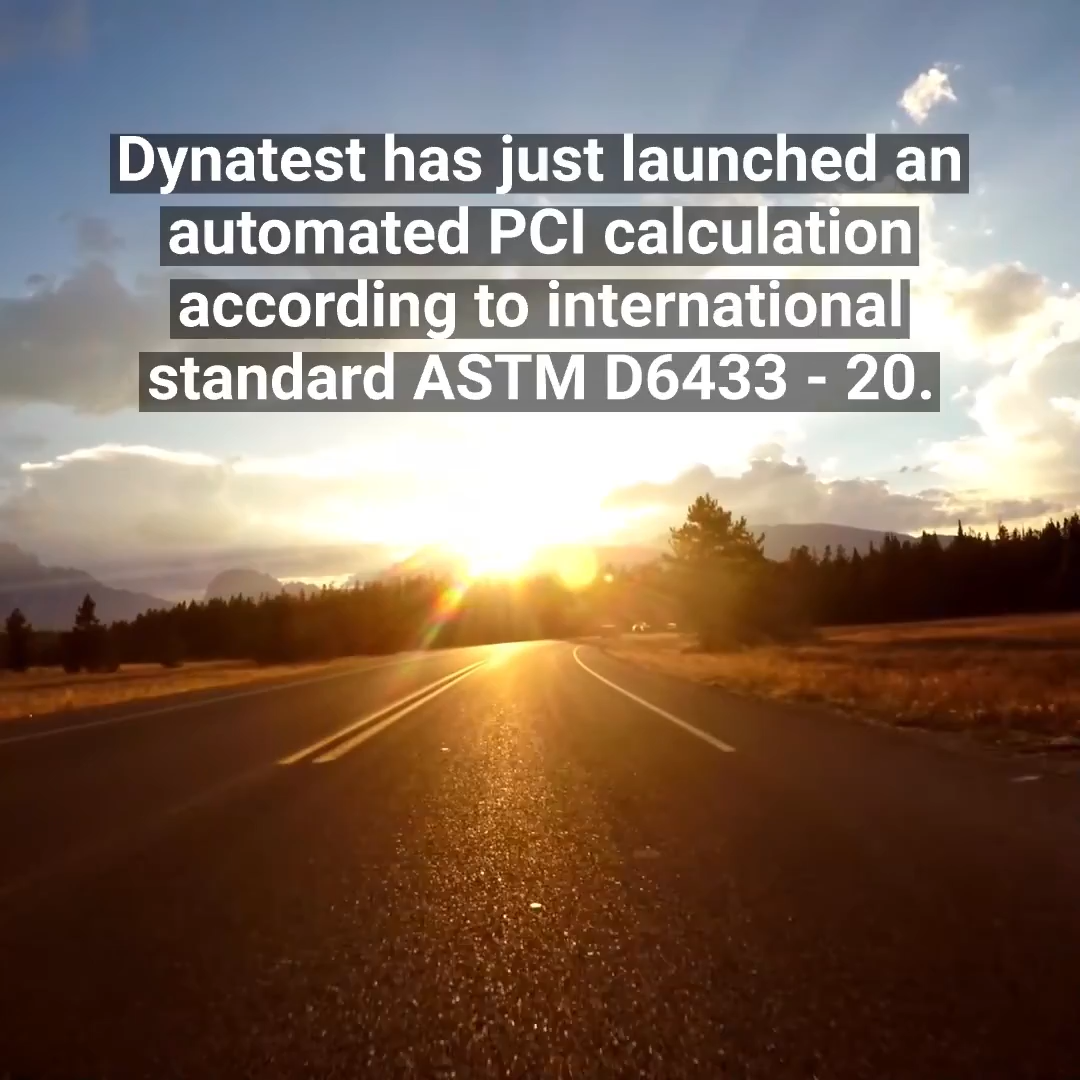 Dynatest has just launched an
automated PCI calculation
according to international
standard ASTM D6433 - 20.